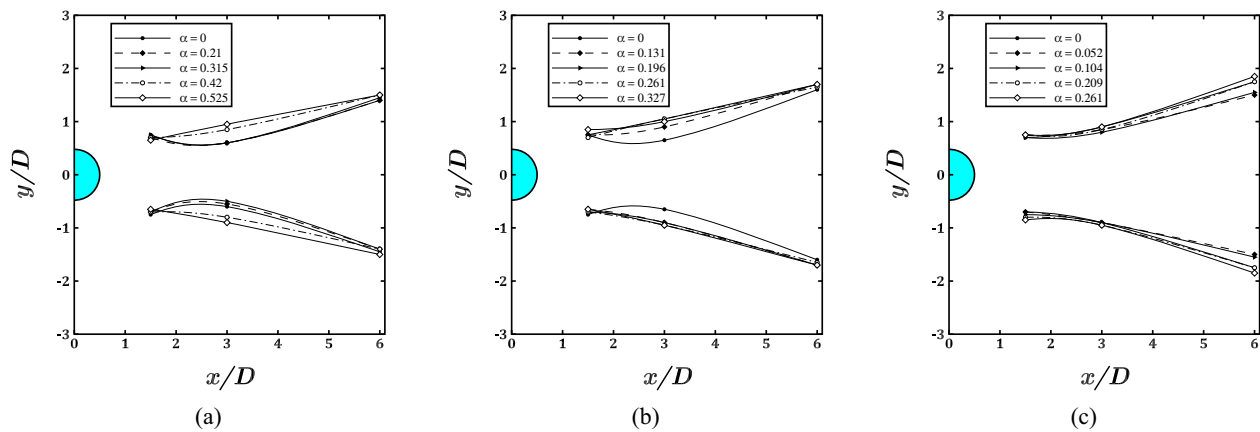 α = 0
α = 0.21
α = 0.315
α = 0.42
α = 0.525
3
2
1
0
-1
-2
-3
y/D
0 1 2 3 4 5 6
x/D
(a)
α = 0
α = 0.131
α = 0.196
α = 0.261
α = 0.327
3
2
1
0
-1
-2
-3
y/D
0 1 2 3 4 5 6
x/D
(b)
α = 0
α = 0.052
α = 0.104
α = 0.209
α = 0.261
3
2
1
0
-1
-2
-3
y/D
0 1 2 3 4 5 6
x/D
(c)